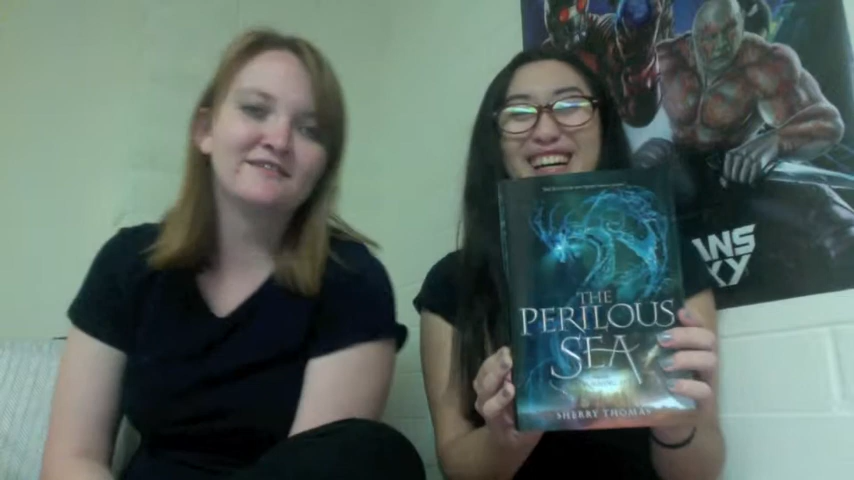 THE
PERILOUS
SEA
SHERRY THOMAS
ANS
XY